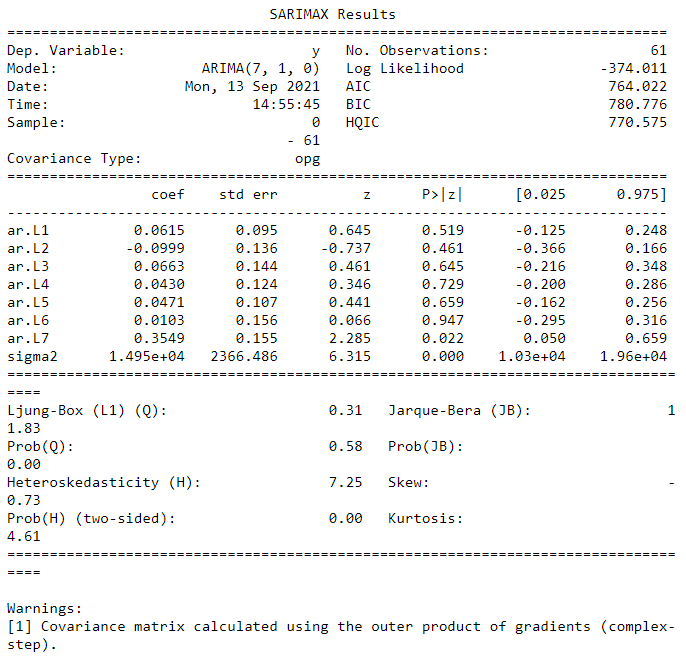 SARIMAX Results
==============================================================================
Dep. Variable:                      y   No. Observations:                   61
Model:                 ARIMA(7, 1, 0)   Log Likelihood                -374.011
Date:                Mon, 13 Sep 2021   AIC                            764.022
Time:                        14:55:45   BIC                            780.776
Sample:                             0   HQIC                           770.575
                                 - 61
Covariance Type:                  opg
==============================================================================
                 coef    std err          z      P>|z|      [0.025      0.975]
------------------------------------------------------------------------------
ar.L1          0.0615      0.095      0.645      0.519      -0.125       0.248
ar.L2         -0.0999      0.136     -0.737      0.461      -0.366       0.166
ar.L3          0.0663      0.144      0.461      0.645      -0.216       0.348
ar.L4          0.0430      0.124      0.346      0.729      -0.200       0.286
ar.L5          0.0471      0.107      0.441      0.659      -0.162       0.256
ar.L6          0.0103      0.156      0.066      0.947      -0.295       0.316
ar.L7          0.3549      0.155      2.285      0.022       0.050       0.659
sigma2      1.495e+04   2366.486      6.315      0.000    1.03e+04    1.96e+04
===============================================================================
====
Ljung-Box (L1) (Q):                   0.31   Jarque-Bera (JB):                1
1.83
Prob(Q):                              0.58   Prob(JB):
0.00
Heteroskedasticity (H):               7.25   Skew:                            -
0.73
Prob(H) (two-sided):                  0.00   Kurtosis:
4.61
===============================================================================
====

Warnings:
[1] Covariance matrix calculated using the outer product of gradients (complex-
step).